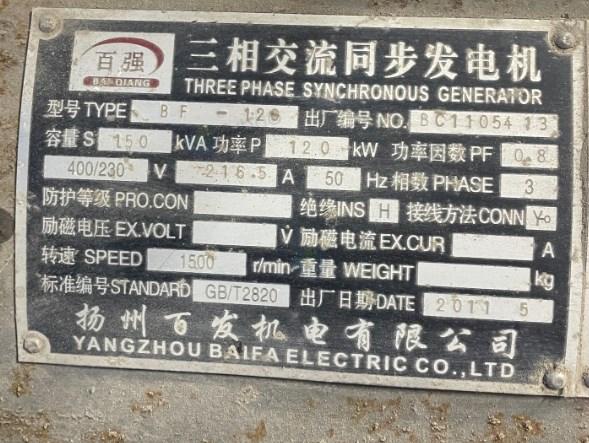 百强
BAI QIANG
三相交流同步发电机
THREE PHASE SYNCHRONOUS GENERATOR
型号TYPE BF-120 出厂编号NO. BC1105413
容量S 150 kVA 功率P 120 kW 功率因数PF 0.8
400/230 V 216.5 A 50 Hz 相数PHASE 3
防护等级PRO.CON 绝缘INS H 接线方法CONN Y-o
励磁电压EX.VOLT V 励磁电流EX.CUR A
转速SPEED 1500 r/min 重量WEIGHT kg
标准编号STANDARD GB/T2820 出厂日期DATE 2011 5
扬州百发机电有限公司
YANGZHOU BAIFA ELECTRIC CO.,LTD